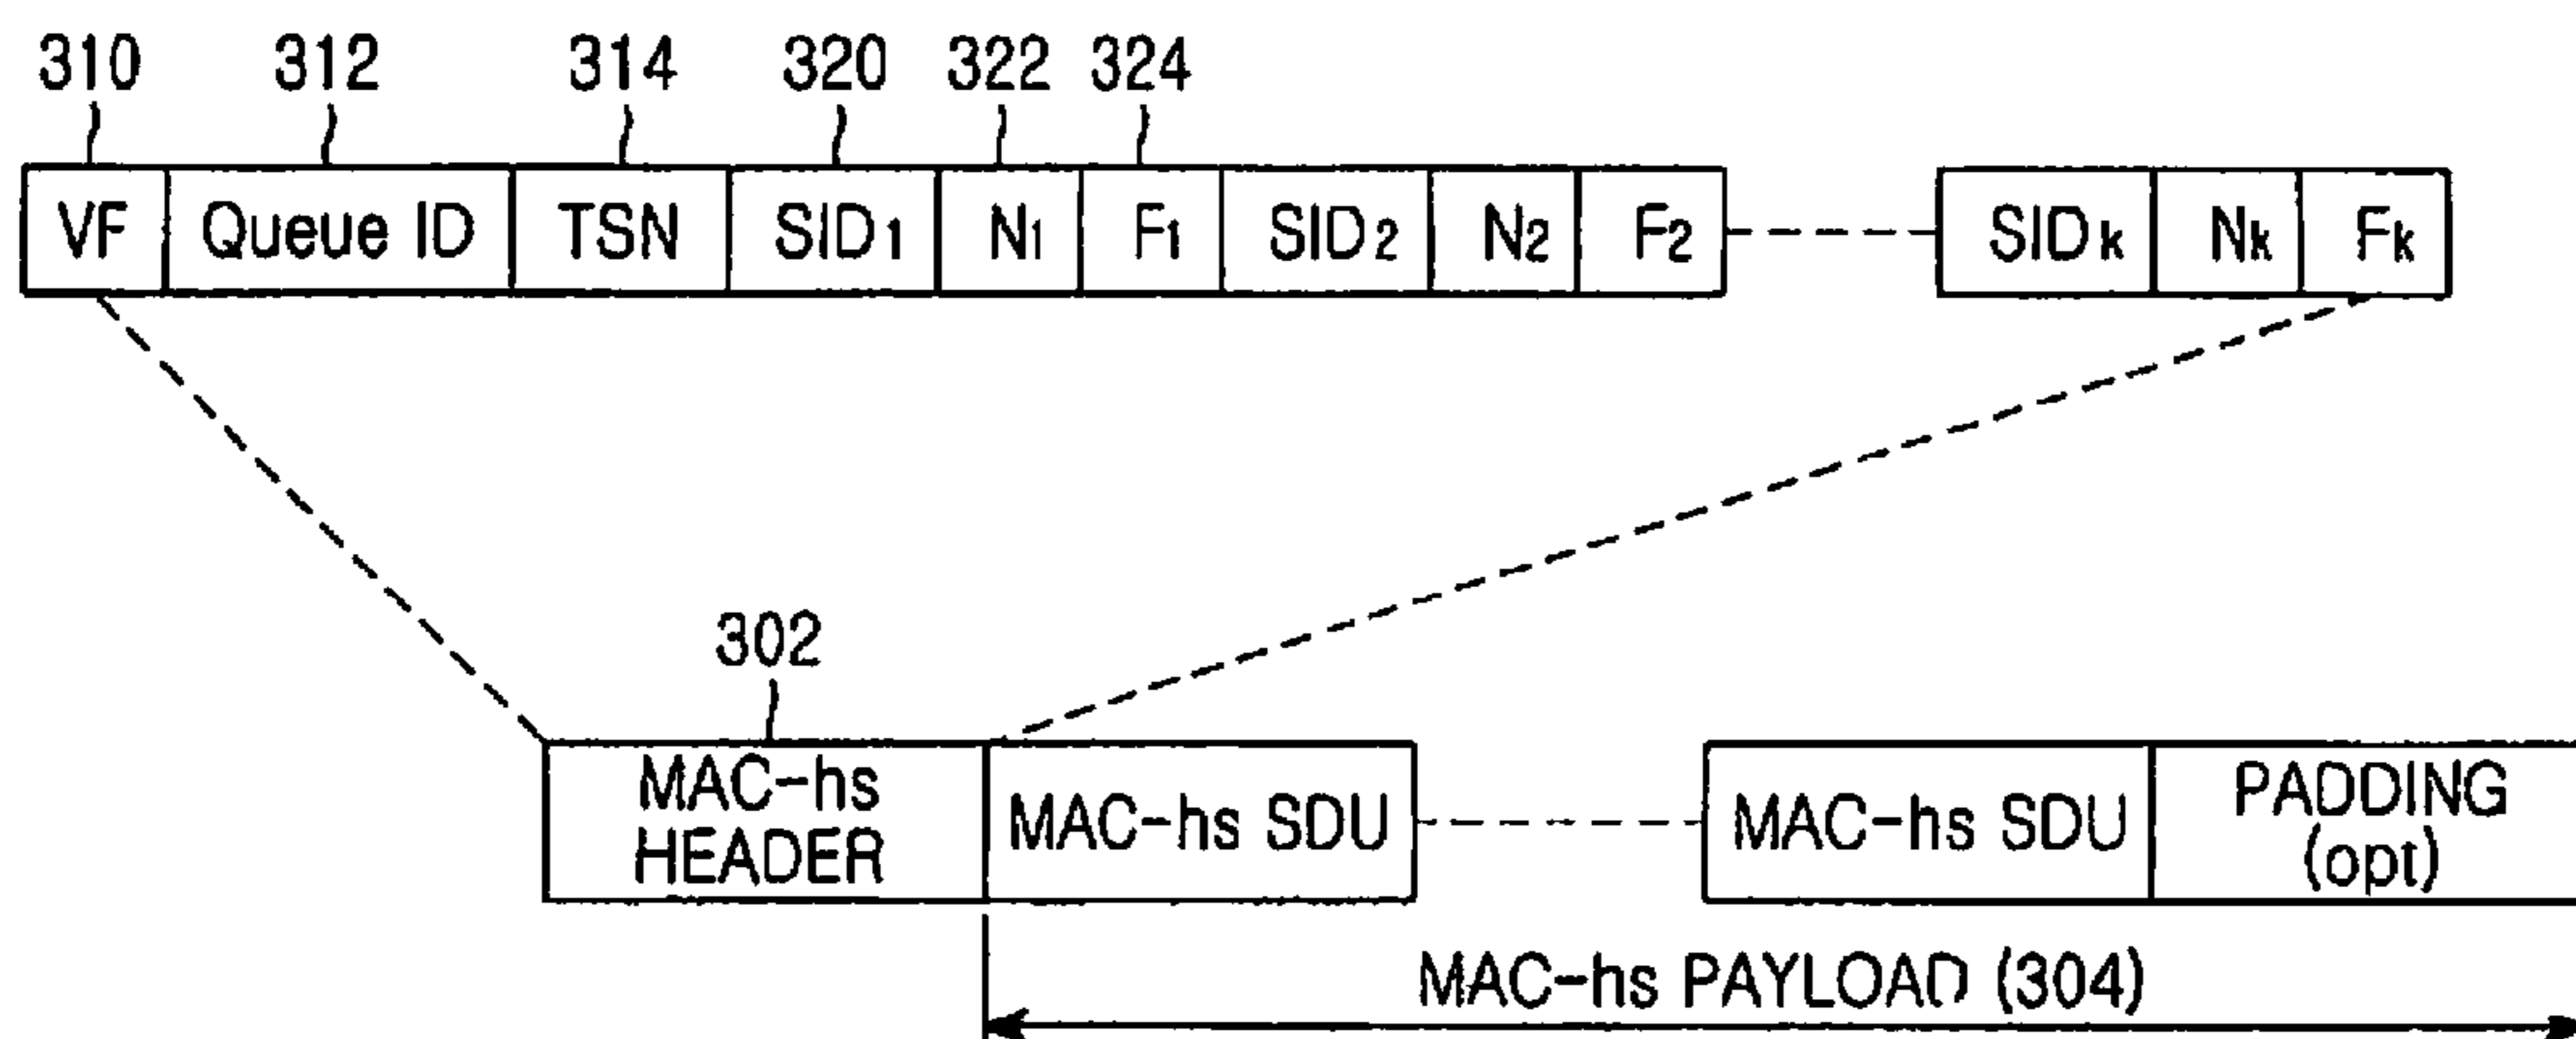 310 312 314 320 322 324
VF Queue ID TSN SID1 N1 F1 SID2 N2 F2 SIDk Nk Fk
302
MAC-hs HEADER MAC-hs SDU MAC-hs SDU PADDING (opt)
MAC-hs PAYLOAD (304)